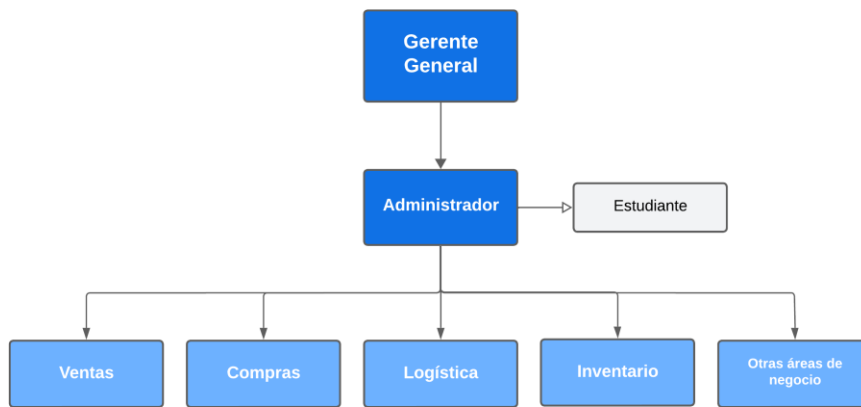 Gerente
General
Administrador
Estudiante
Ventas
Compras
Logística
Inventario
Otras áreas de
negocio